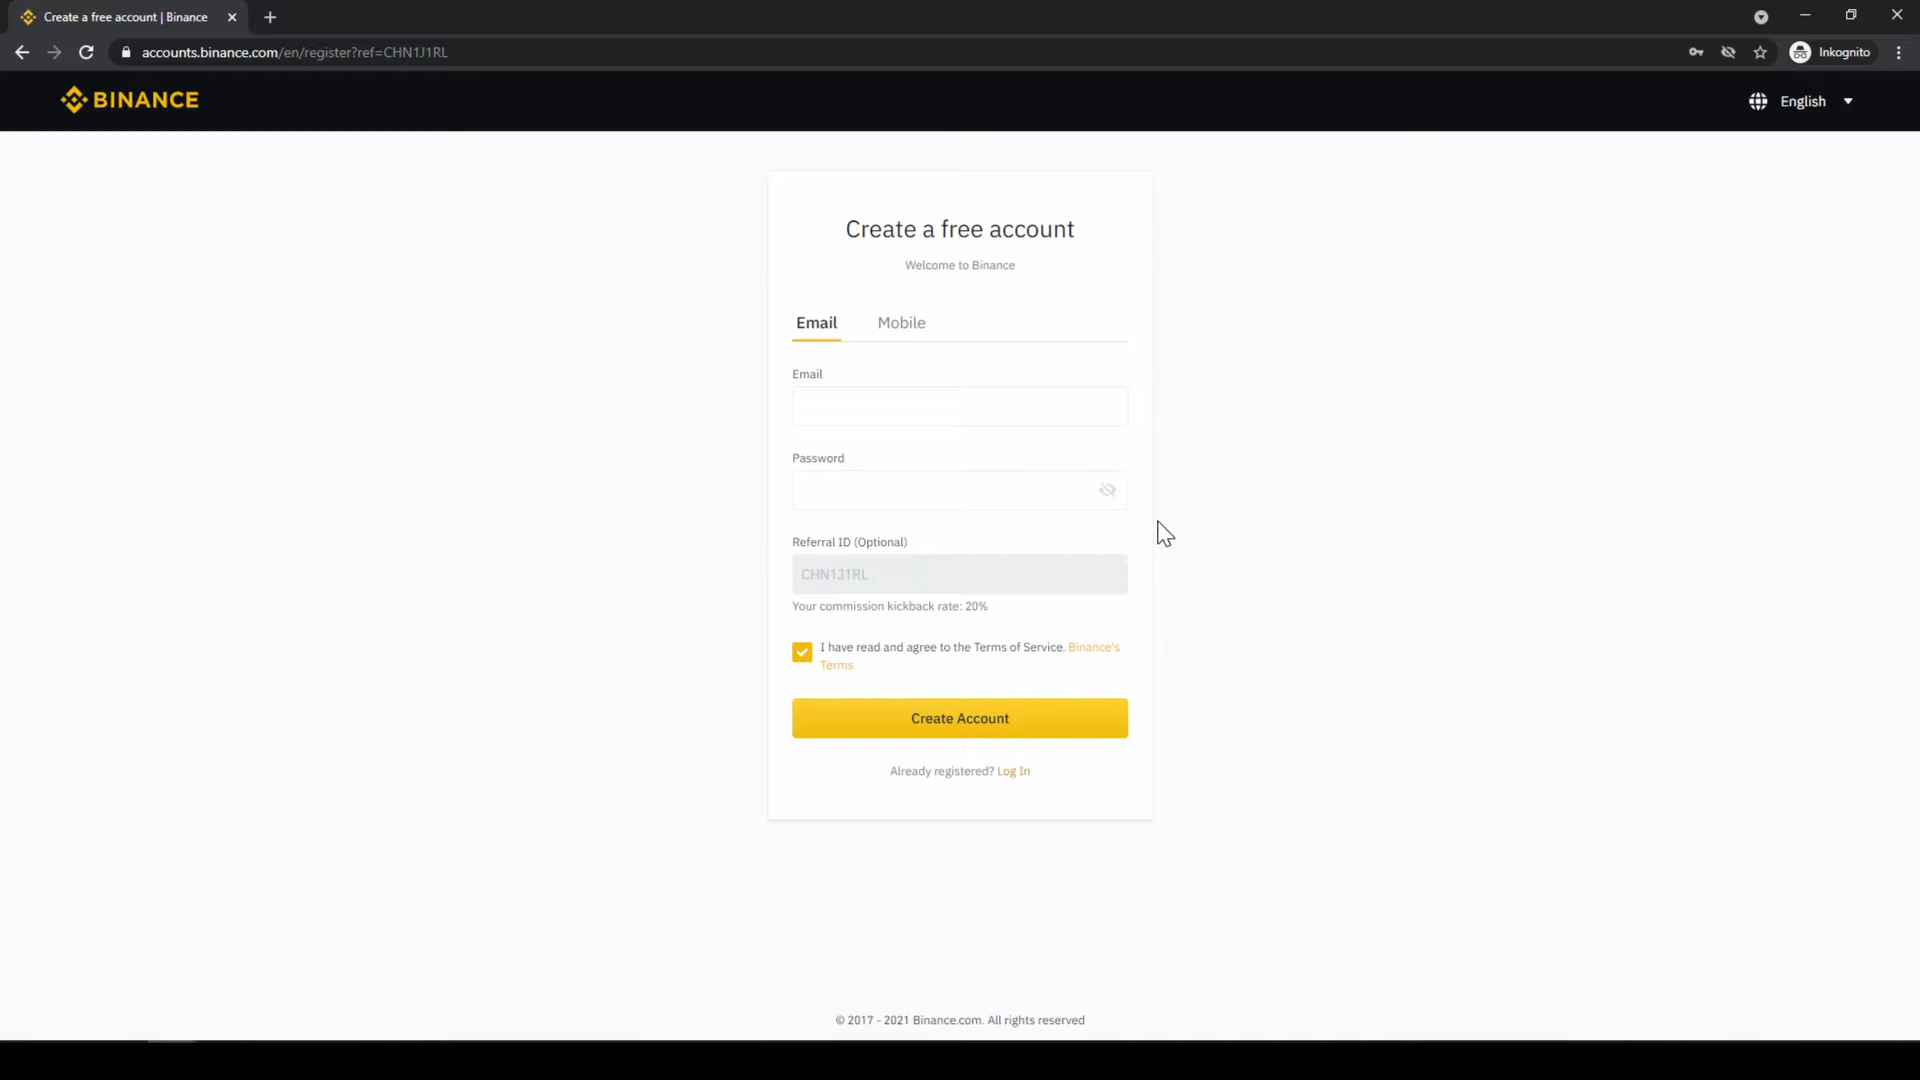 Create a free account | Binance
accounts.binance.com/en/register?ref=CHN1J1RL
Inkognito
BINANCE
English
Create a free account
Welcome to Binance
Email Mobile
Email
Password
Referral ID (Optional)
CHN1J1RL
Your commission kickback rate: 20%
I have read and agree to the Terms of Service. Binance's
Terms
Create Account
Already registered? Log In
© 2017 - 2021 Binance.com. All rights reserved